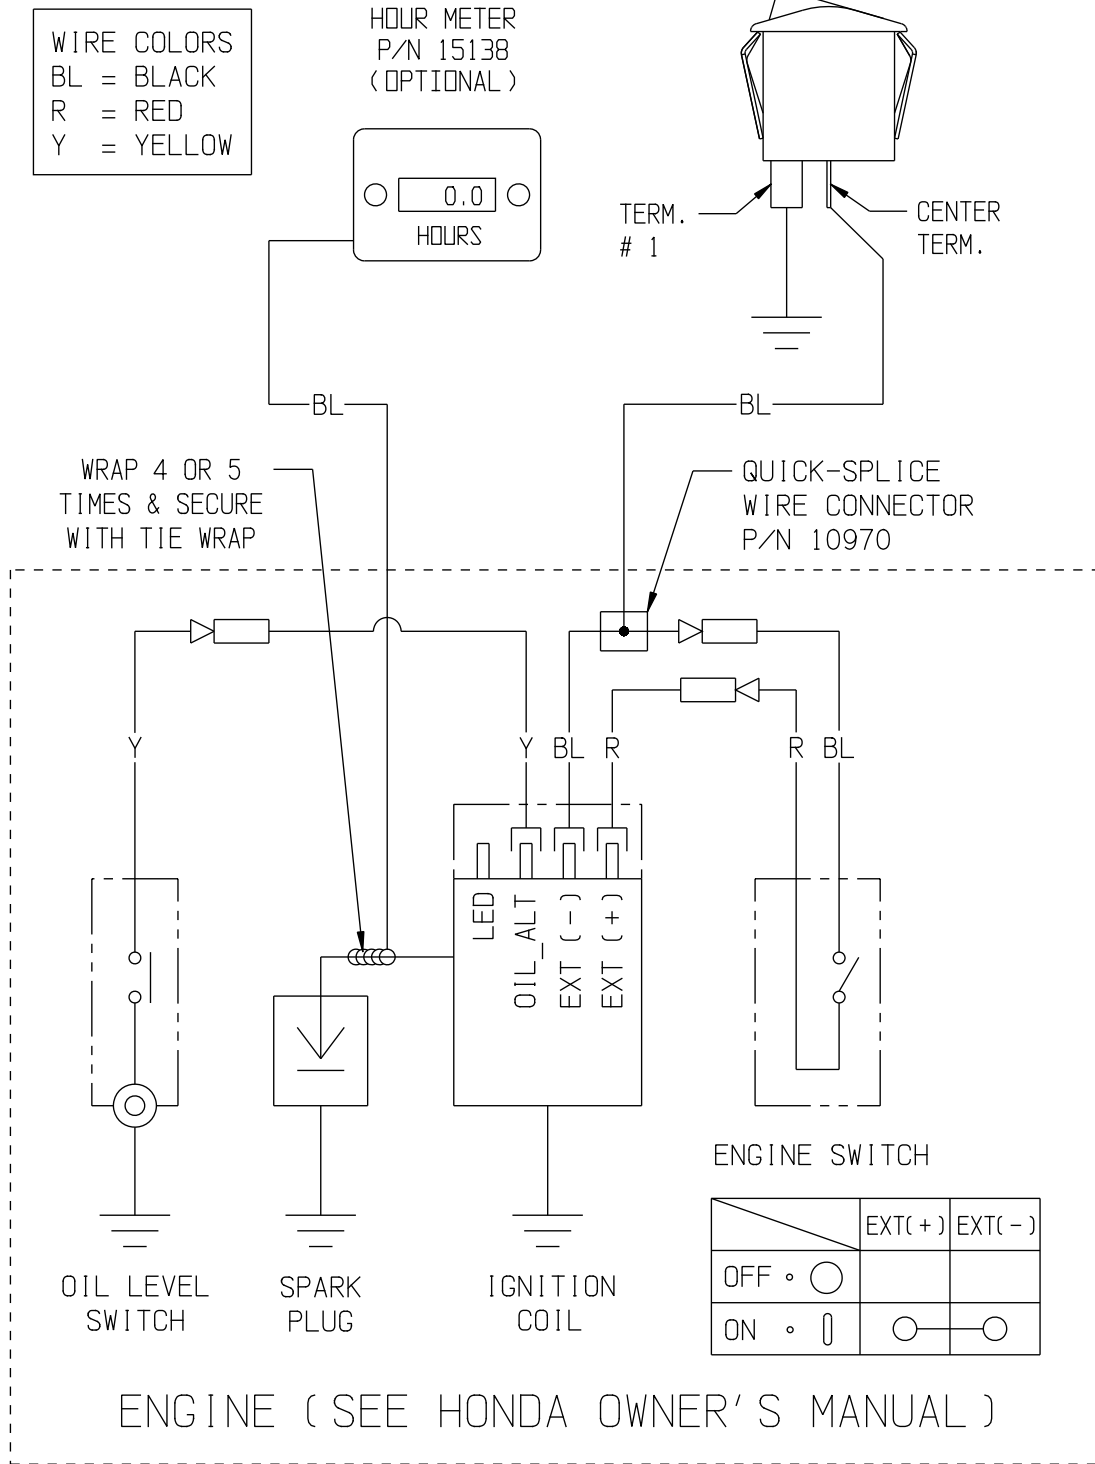 WIRE COLORS
BL = BLACK
R = RED
Y = YELLOW
HOUR METER
P/N 15138
(OPTIONAL)
0.0
HOURS
TERM.
# 1
CENTER
TERM.
BL
BL
WRAP 4 OR 5
TIMES & SECURE
WITH TIE WRAP
QUICK-SPLICE
WIRE CONNECTOR
P/N 10970
Y
Y
BL
R
R
BL
LED
OIL_ALT
EXT (-)
EXT (+)
ENGINE SWITCH
EXT(+)
EXT(-)
OFF
ON
OIL LEVEL
SWITCH
SPARK
PLUG
IGNITION
COIL
ENGINE (SEE HONDA OWNER'S MANUAL)